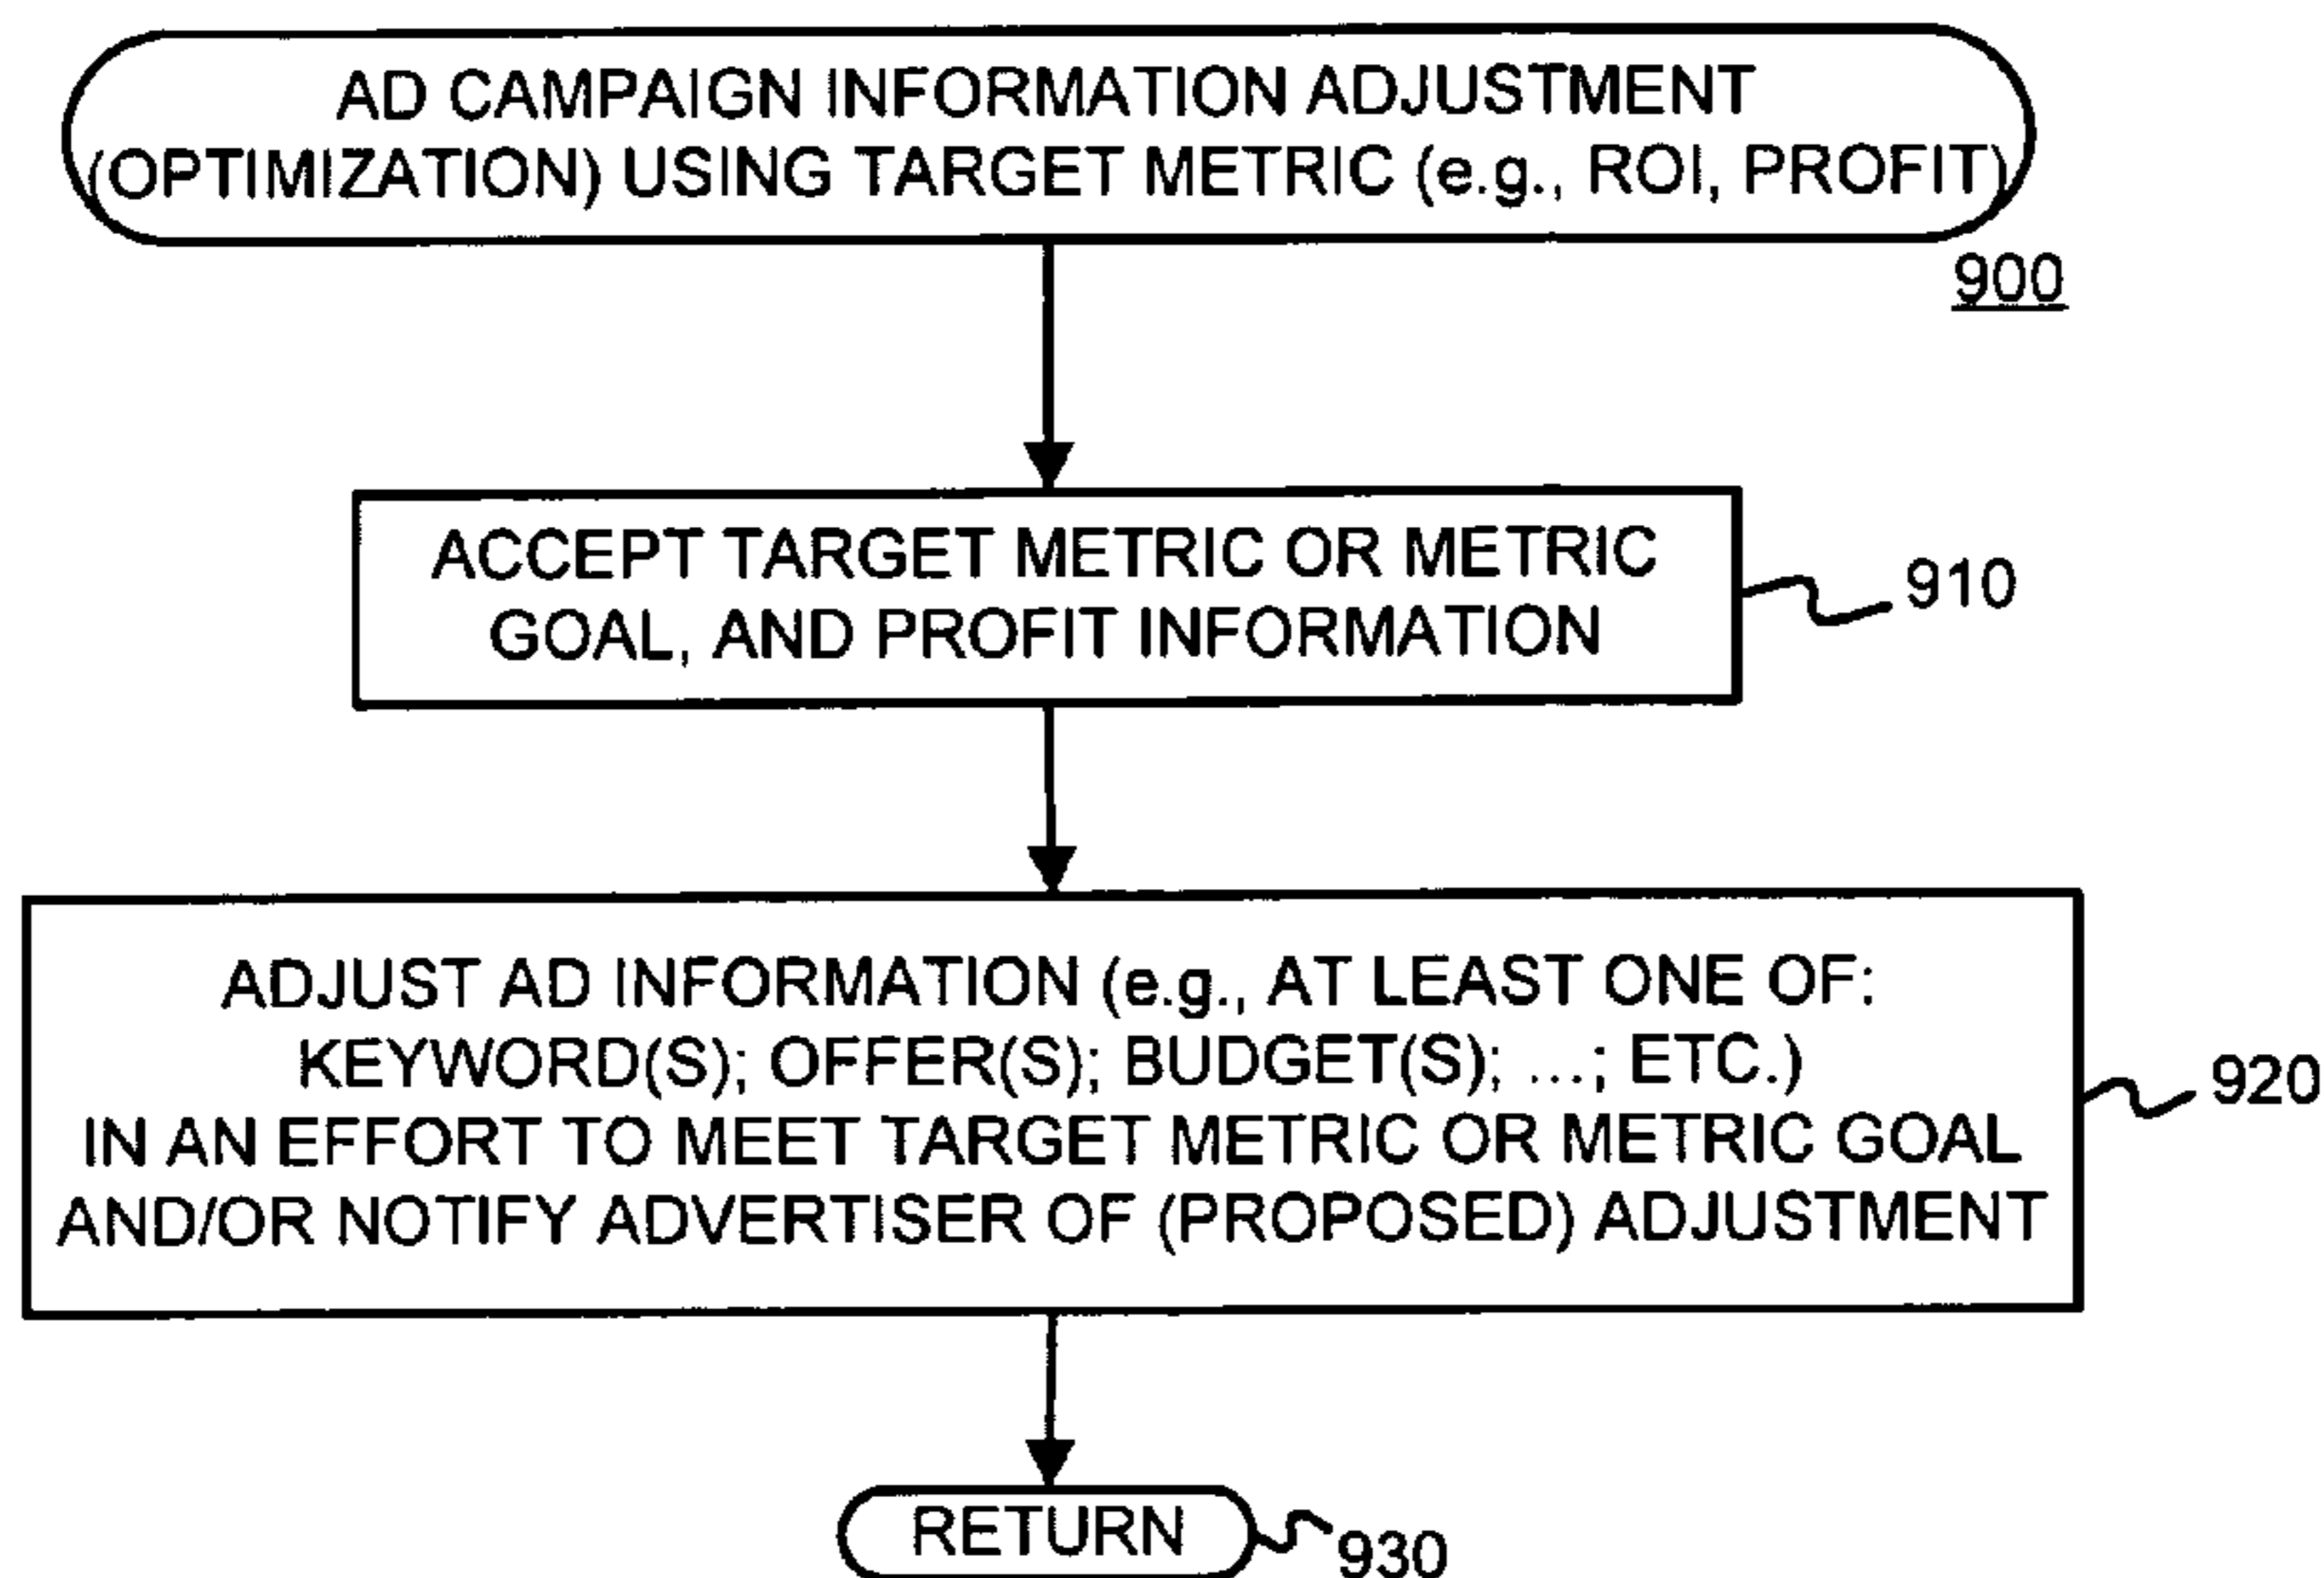 AD CAMPAIGN INFORMATION ADJUSTMENT
(OPTIMIZATION) USING TARGET METRIC (e.g., ROI, PROFIT)
900
ACCEPT TARGET METRIC OR METRIC
GOAL, AND PROFIT INFORMATION
910
ADJUST AD INFORMATION (e.g., AT LEAST ONE OF:
KEYWORD(S); OFFER(S); BUDGET(S); ...; ETC.)
IN AN EFFORT TO MEET TARGET METRIC OR METRIC GOAL
AND/OR NOTIFY ADVERTISER OF (PROPOSED) ADJUSTMENT
920
RETURN
930